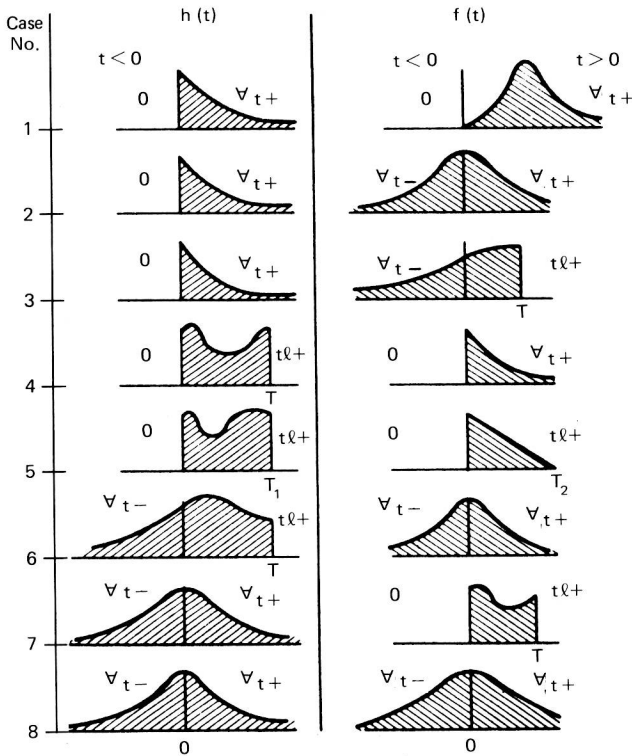 Case No. h (t) f (t)
t < 0 t < 0 t > 0
0 ∀ t+ 0 ∀ t+
1
0 ∀ t+ ∀ t− ∀ t+
2
0 ∀ t+ ∀ t− tℓ+
3 T
0 tℓ+ 0 ∀ t+
4 T
0 tℓ+ 0 tℓ+
5 T₁ T₂
∀ t− tℓ+ ∀ t− ∀ t+
6 T
∀ t− ∀ t+ 0 tℓ+
7 T
∀ t− ∀ t+ ∀ t− ∀ t+
8 0 0